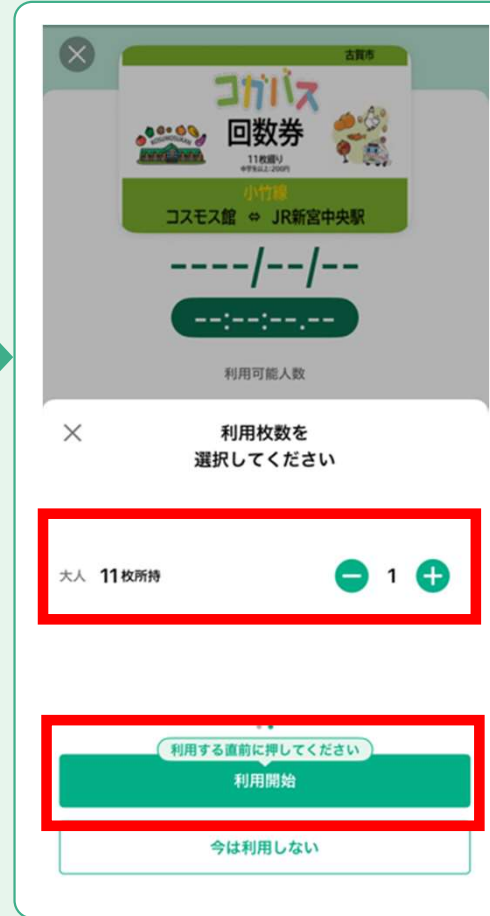 古賀市
コガバス
回数券
11枚綴り
中学生以上:200円
小竹線
コスモス館 ⇔ JR新宮中央駅
----/--/--
--:--:--.--
利用可能人数
利用枚数を
選択してください
大人 11枚所持 1
利用する直前に押してください
利用開始
今は利用しない